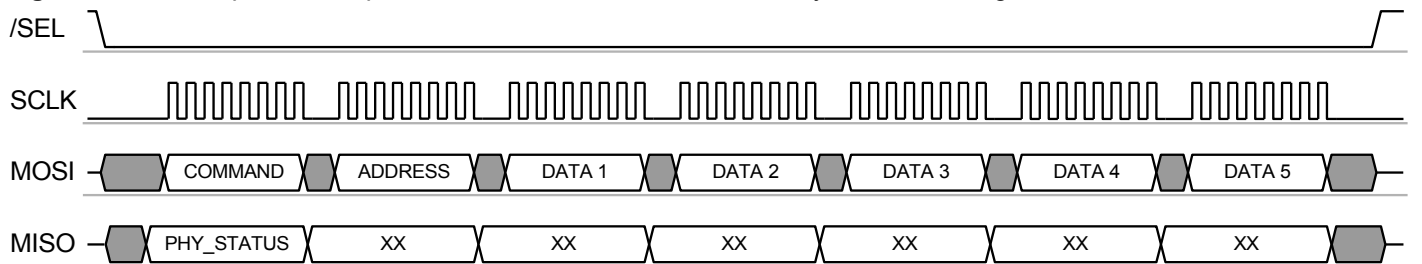 /SEL
SCLK
MOSI COMMAND ADDRESS DATA 1 DATA 2 DATA 3 DATA 4 DATA 5
MISO PHY_STATUS XX XX XX XX XX XX